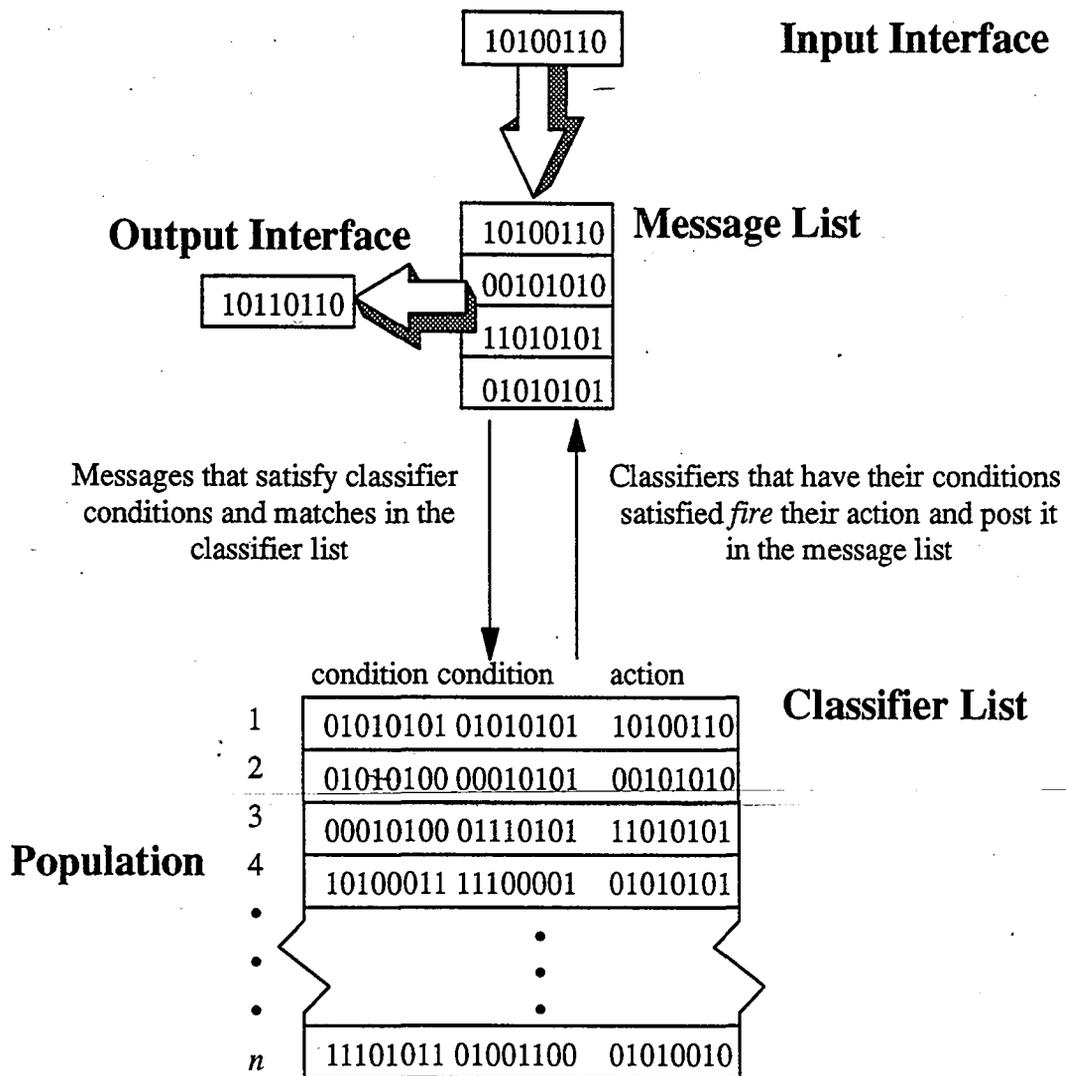 10100110
Input Interface
Output Interface
Message List
10100110
00101010
10110110
11010101
01010101
Messages that satisfy classifier
conditions and matches in the
classifier list
Classifiers that have their conditions
satisfied fire their action and post it
in the message list
condition condition action
Classifier List
1 01010101 01010101 10100110
2 01010100 00010101 00101010
3 00010100 01110101 11010101
Population
4 10100011 11100001 01010101
n 11101011 01001100 01010010